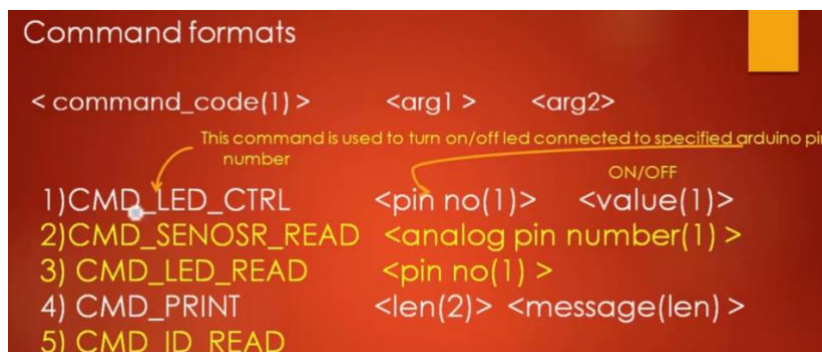 Command formats
< command_code(1) > <arg1 > <arg2>
This command is used to turn on/off led connected to specified arduino
number
ON/OFF
1)CMD_LED_CTRL <pin no(1)> <value(1)>
2)CMD_SENOSR_READ <analog pin number(1) >
3) CMD_LED_READ <pin no(1) >
4) CMD_PRINT <len(2)> <message(len) >
5) CMD_ID_READ